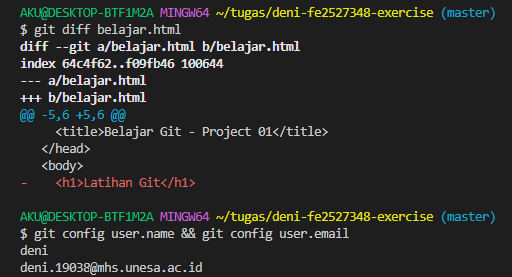 AKU@DESKTOP-BTF1M2A MINGW64 ~/tugas/deni-fe2527348-exercise (master)
$ git diff belajar.html
diff --git a/belajar.html b/belajar.html
index 64c4f62..f09fb46 100644
--- a/belajar.html
+++ b/belajar.html
@@ -5,6 +5,6 @@
    <title>Belajar Git - Project 01</title>
  </head>
  <body>
-    <h1>Latihan Git</h1>
AKU@DESKTOP-BTF1M2A MINGW64 ~/tugas/deni-fe2527348-exercise (master)
$ git config user.name && git config user.email
deni
deni.19038@mhs.unesa.ac.id